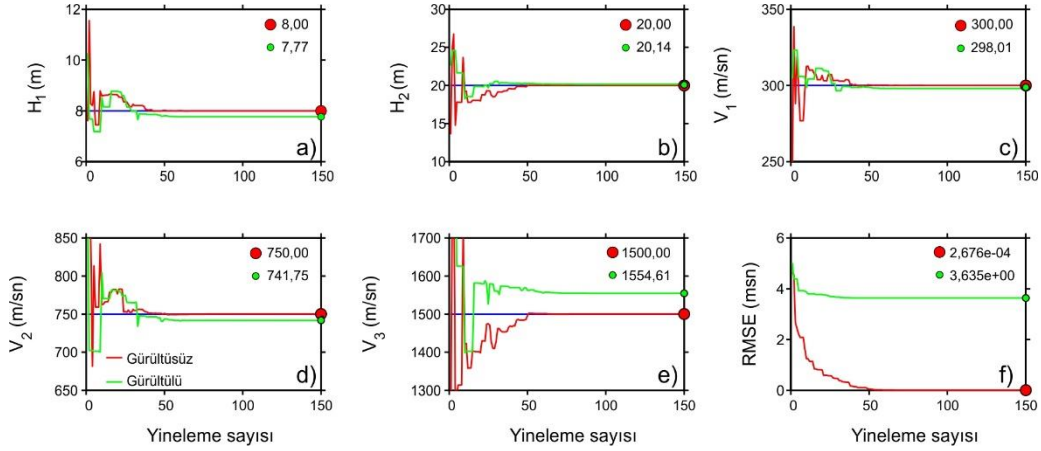 12
10
8
6
H1 (m)
8,00
7,77
a)
0 50 100 150
30
25
20
15
10
H2 (m)
20,00
20,14
b)
0 50 100 150
350
300
250
V1 (m/sn)
300,00
298,01
c)
0 50 100 150
850
800
750
700
650
V2 (m/sn)
750,00
741,75
Gürültüsüz
Gürültülü
d)
0 50 100 150
Yineleme sayısı
1700
1600
1500
1400
1300
V3 (m/sn)
1500,00
1554,61
e)
0 50 100 150
Yineleme sayısı
6
4
2
0
RMSE (msn)
2,676e-04
3,635e+00
f)
0 50 100 150
Yineleme sayısı